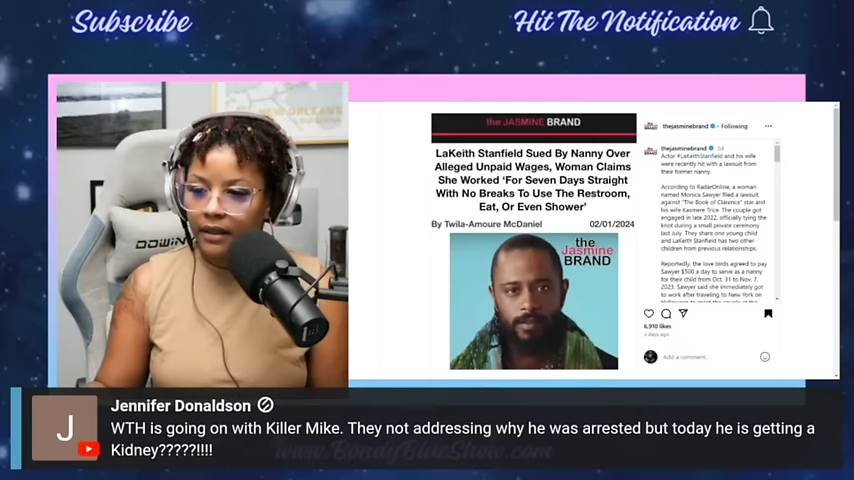 Subscribe
Hit The Notification
NEW ORLEANS
the JASMINE BRAND
LaKeith Stanfield Sued By Nanny Over
Alleged Unpaid Wages, Woman Claims
She Worked 'For Seven Days Straight
With No Breaks To Use The Restroom,
Eat, Or Even Shower'
By Twila-Amoure McDaniel 02/01/2024
the
Jasmine
BRAND
thejasminebrand • Following
thejasminebrand 3d
Actor #LaKeithStanfield and his wife
were recently hit with a lawsuit from
their former nanny.
According to RadarOnline, a woman
named Monica Sawyer filed a lawsuit
against "The Book of Clarence" star and
his wife Kasmere Trice. The couple got
engaged in late 2022, officially tying the
knot during a small private ceremony
last July. They share one young child
and LaKeith Stanfield has two other
children from previous relationships.
Reportedly, the love birds agreed to pay
Sawyer $500 a day to serve as a nanny
for their child from Oct. 31 to Nov. 7,
2023. Sawyer said she immediately got
to work after traveling to New York on
6,910 likes
3 days ago
Add a comment...
J
Jennifer Donaldson
WTH is going on with Killer Mike. They not addressing why he was arrested but today he is getting a
Kidney?????!!!!
www.BondyBlueShow.com